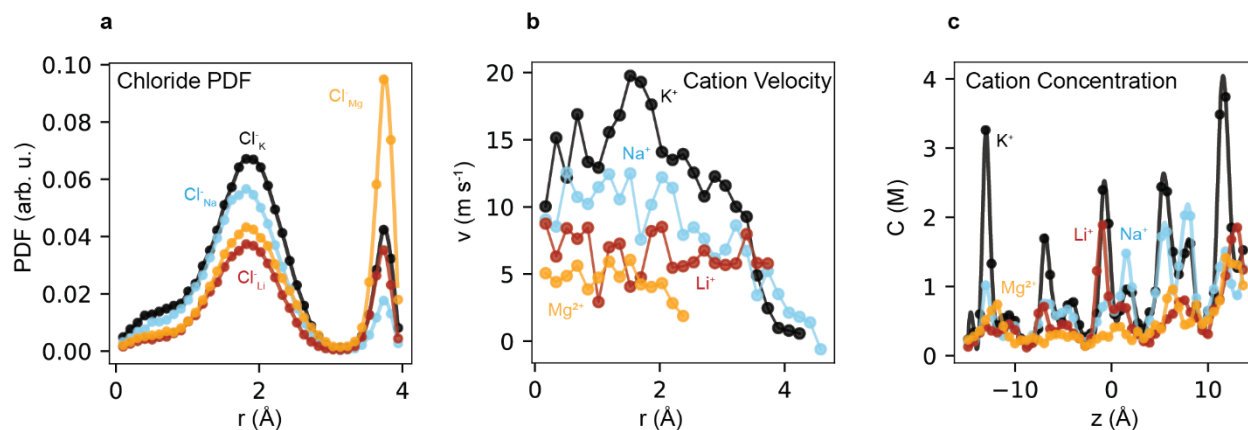 a
Chloride PDF
PDF (arb. u.)
0.10
0.08
0.06
0.04
0.02
0.00
Cl⁻Mg
Cl⁻K
Cl⁻Na
Cl⁻Li
0
2
4
r (Å)
b
Cation Velocity
v (m s⁻¹)
20
15
10
5
0
K⁺
Na⁺
Li⁺
Mg²⁺
0
2
4
r (Å)
c
Cation Concentration
C (M)
4
3
2
1
0
K⁺
Li⁺
Na⁺
Mg²⁺
−10
0
10
z (Å)